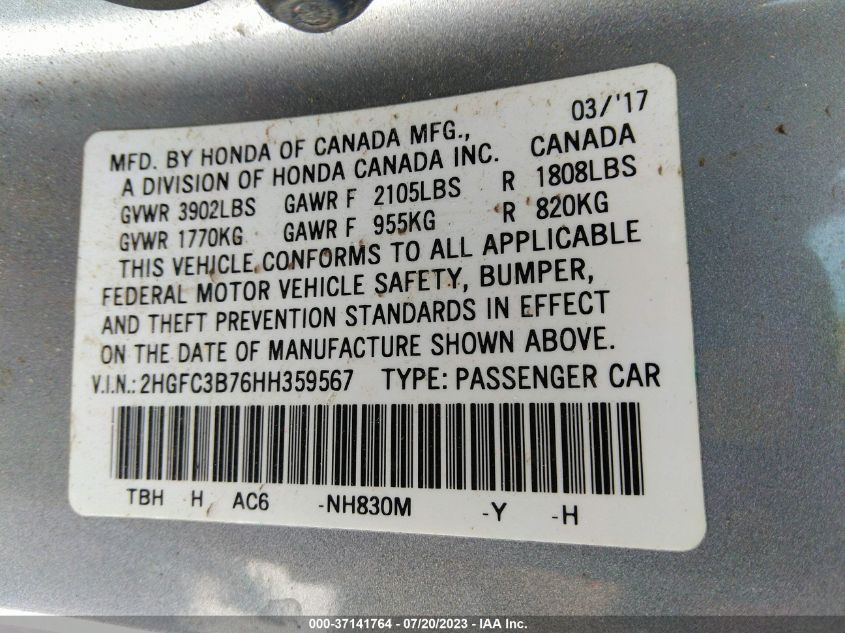 03/'17
MFD. BY HONDA OF CANADA MFG.,
A DIVISION OF HONDA CANADA INC. CANADA
GVWR 3902LBS GAWR F 2105LBS R 1808LBS
GVWR 1770KG GAWR F 955KG R 820KG
THIS VEHICLE CONFORMS TO ALL APPLICABLE
FEDERAL MOTOR VEHICLE SAFETY, BUMPER,
AND THEFT PREVENTION STANDARDS IN EFFECT
ON THE DATE OF MANUFACTURE SHOWN ABOVE.
V.I.N.: 2HGFC3B76HH359567 TYPE: PASSENGER CAR
TBH H AC6 -NH830M -Y -H
000-37141764 - 07/20/2023 - IAA Inc.